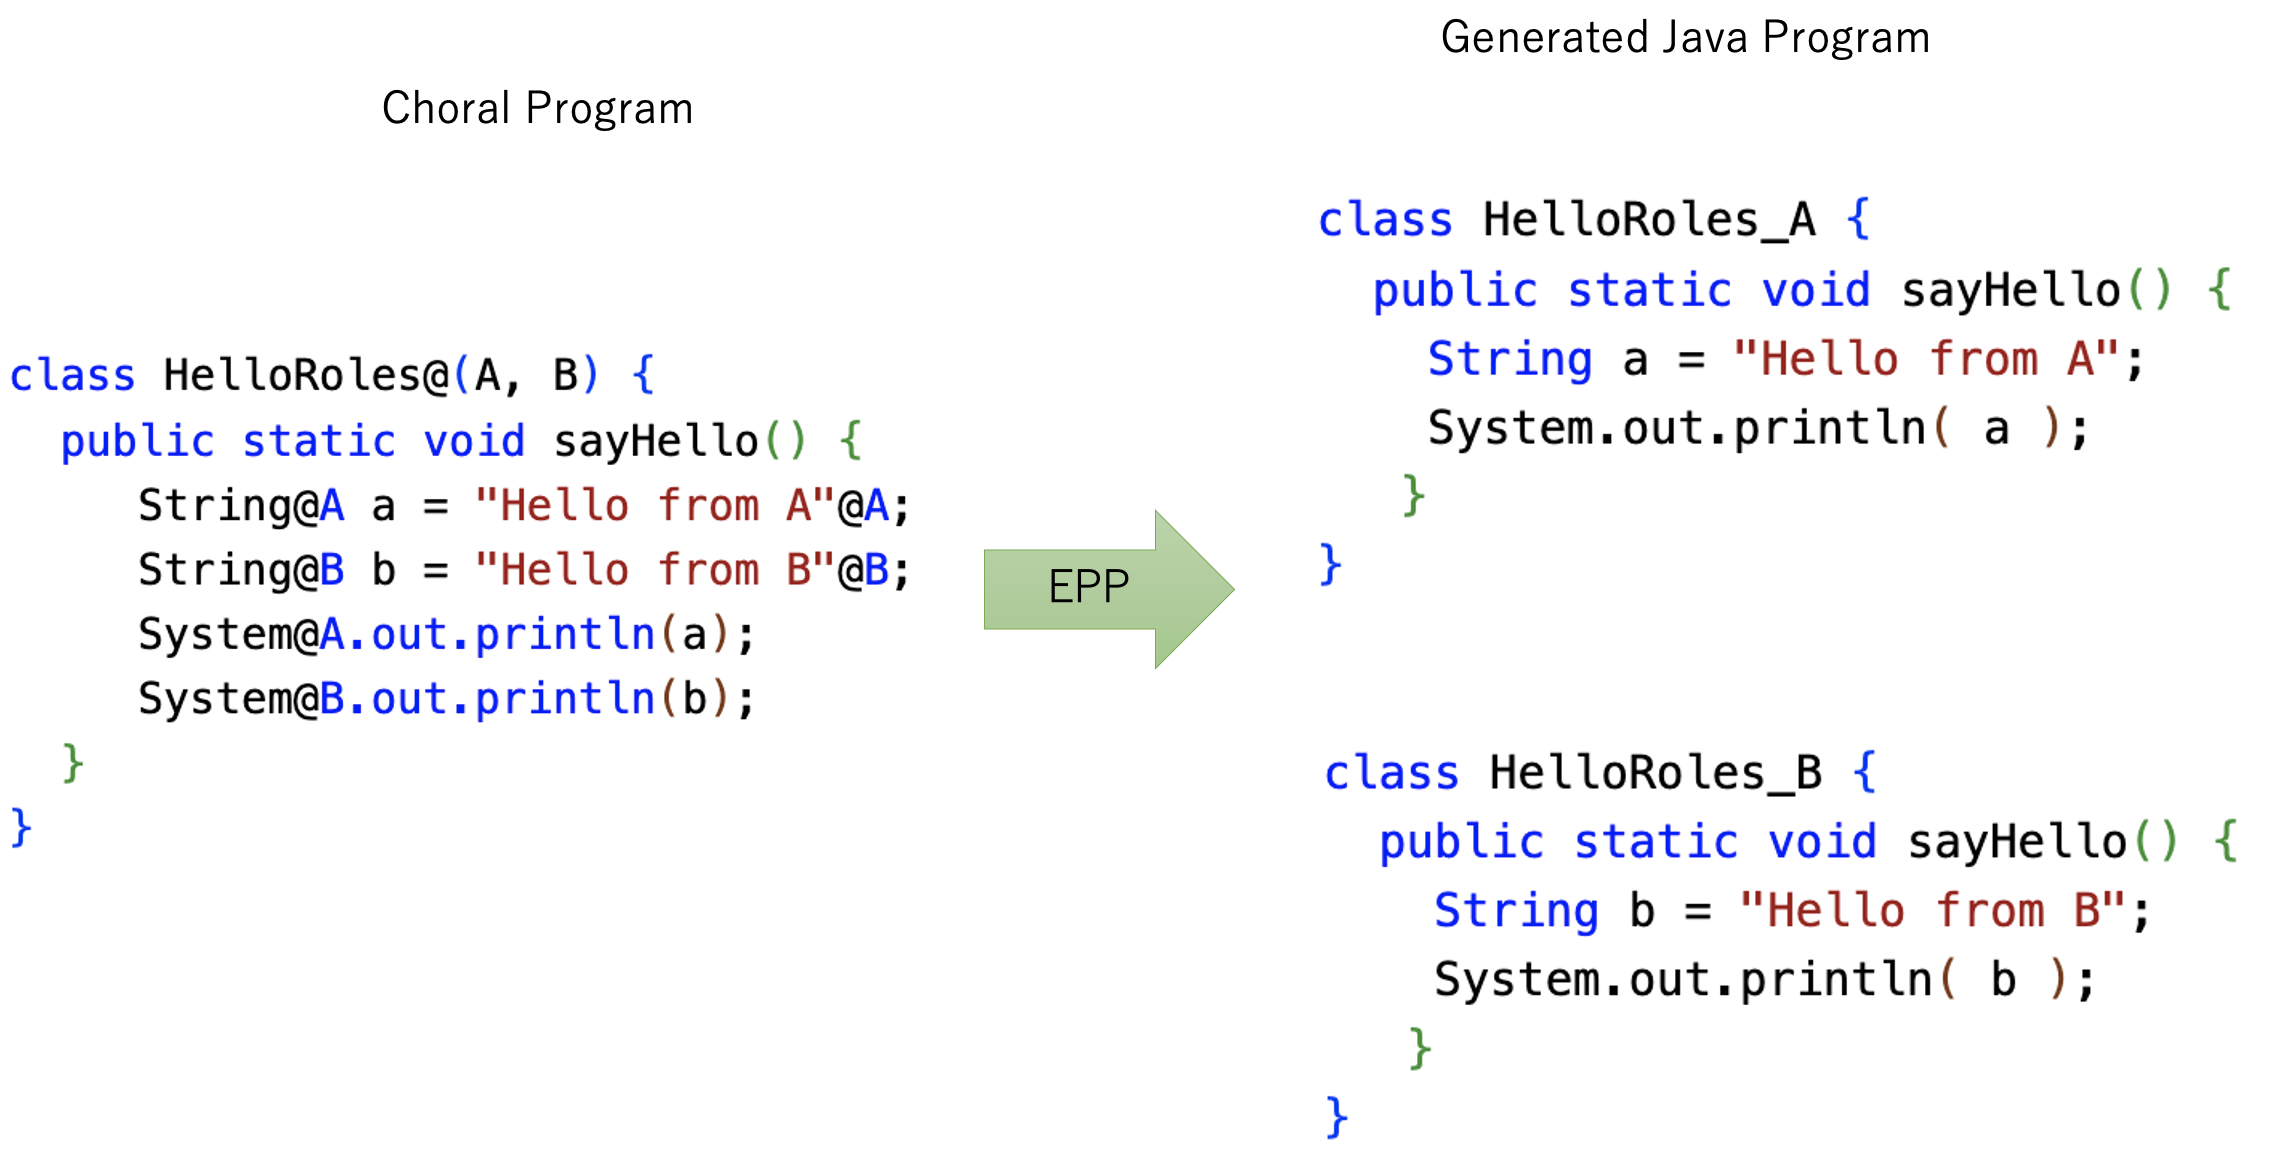 Choral Program
class HelloRoles@(A, B) {
public static void sayHello() {
String@A a = "Hello from A"@A;
String@B b = "Hello from B"@B;
System@A.out.println(a);
System@B.out.println(b);
}
}
EPP
Generated Java Program
class HelloRoles_A {
public static void sayHello() {
String a = "Hello from A";
System.out.println( a );
}
}
class HelloRoles_B {
public static void sayHello() {
String b = "Hello from B";
System.out.println( b );
}
}